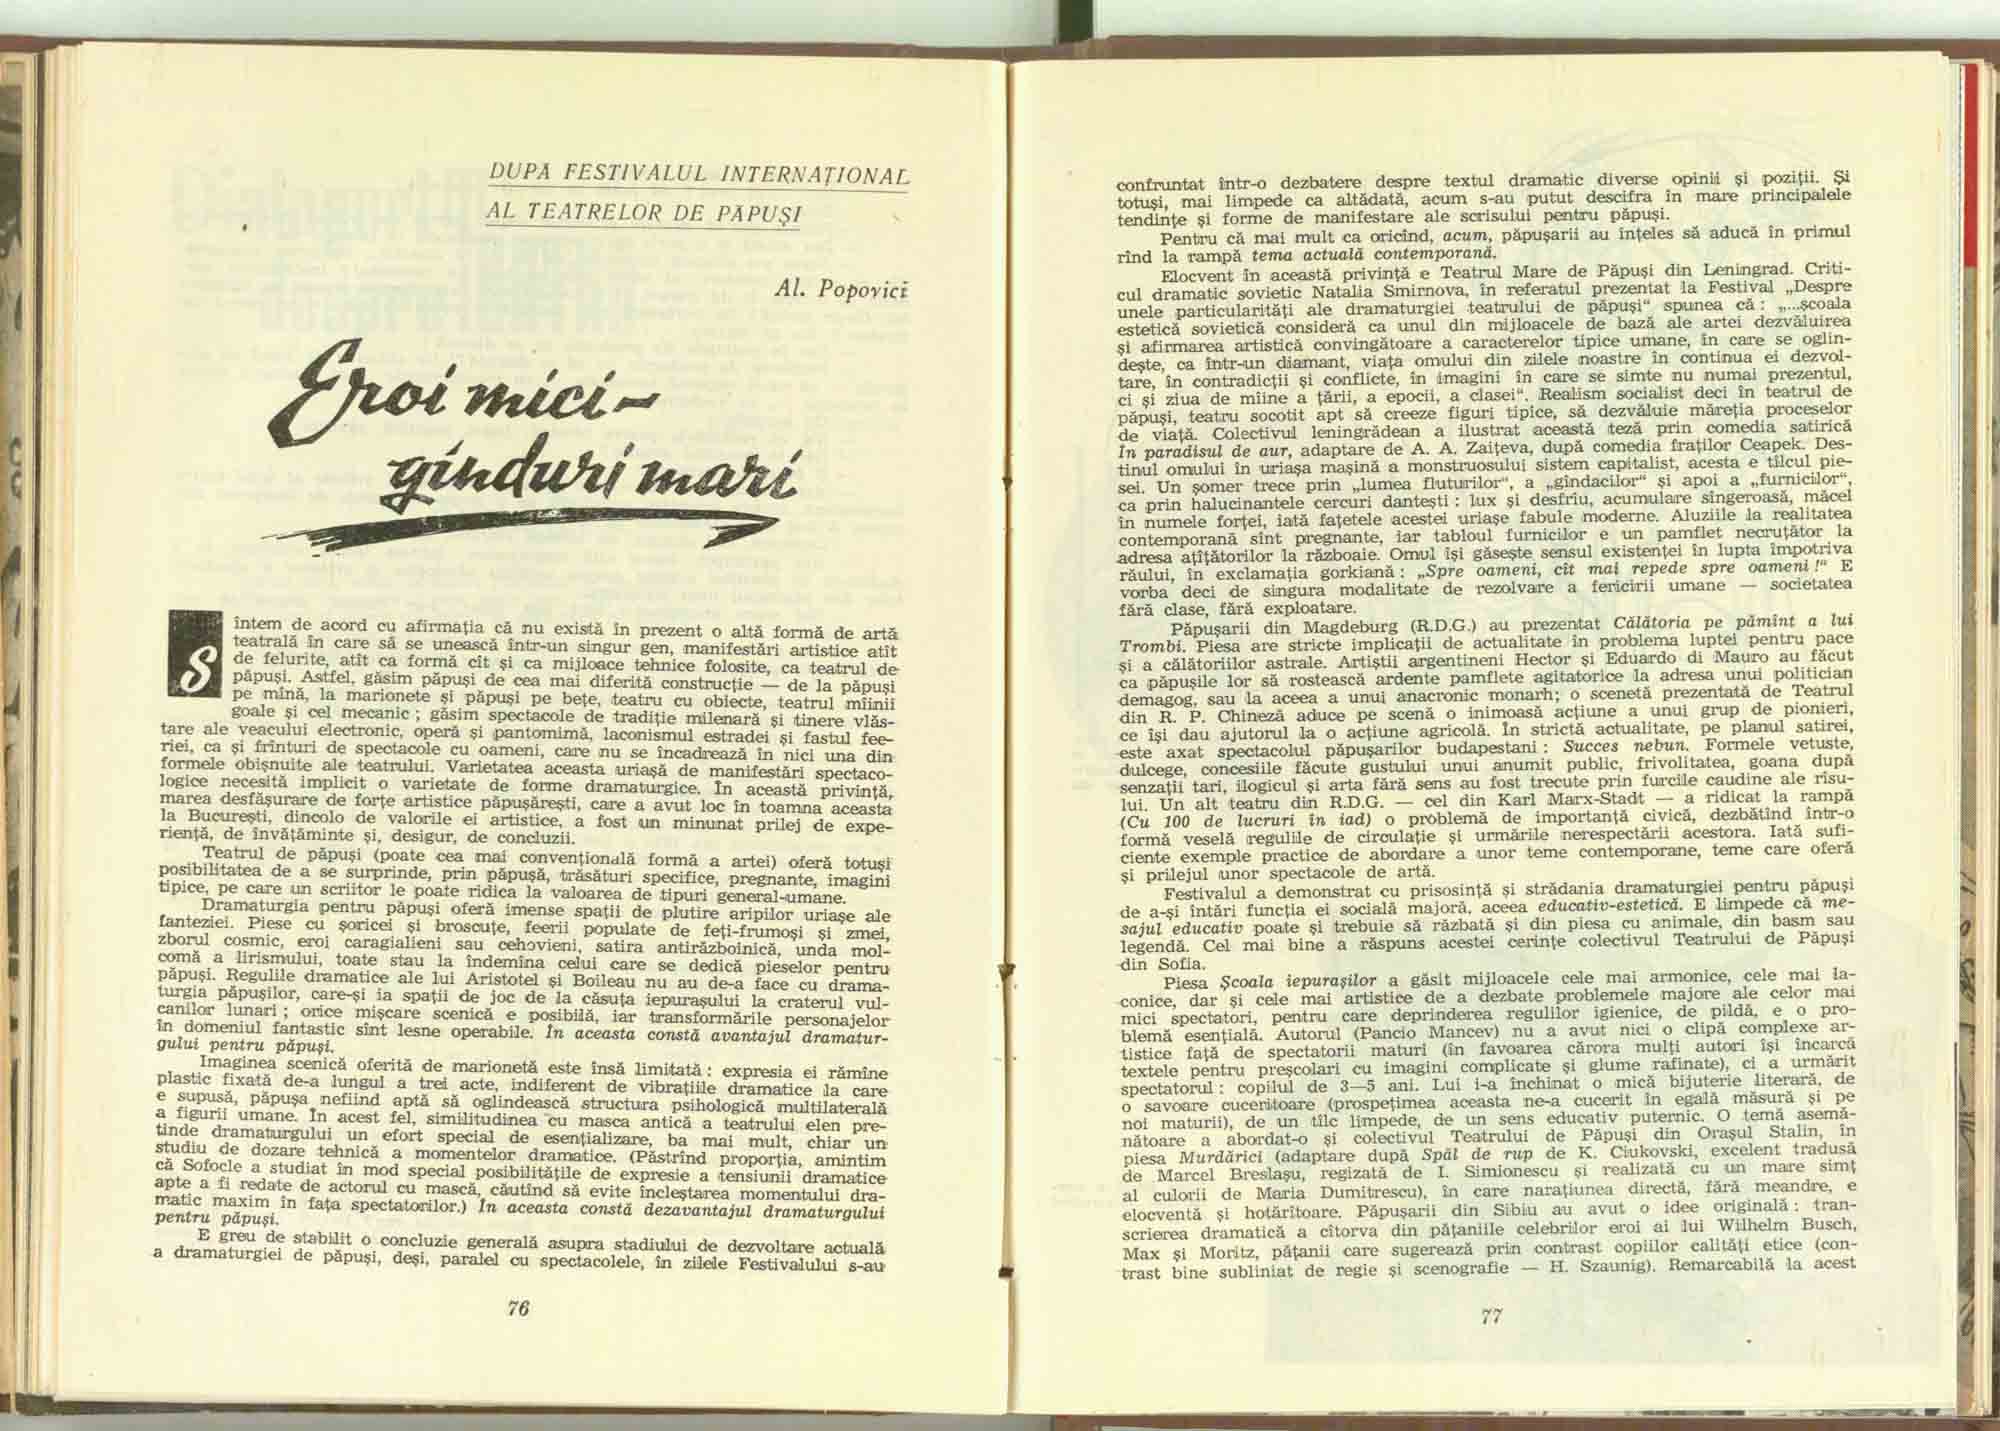 DUPĂ FESTIVALUL INTERNAȚIONAL
AL TEATRELOR DE PĂPUȘI
Al. Popovici
Eroi mici –
gînduri mari
Sîntem de acord cu afirmația că nu există în prezent o altă formă de artă
teatrală în care să se unească într-un singur gen, manifestări artistice atît
de felurite, atît ca formă cît și ca mijloace tehnice folosite, ca teatrul de
păpuși. Astfel, găsim păpuși de cea mai diferită construcție — de la păpuși
pe mînă, la marionete și păpuși pe bețe, teatru cu obiecte, teatrul mîinii
goale și cel mecanic ; găsim spectacole de tradiție milenară și tinere vlăs-
tare ale veacului electronic, operă și pantomimă, laconismul estradei și fastul fee-
riei, ca și frînturi de spectacole cu oameni, care nu se încadrează în nici una din
formele obișnuite ale teatrului. Varietatea aceasta uriașă de manifestări spectaco-
logice necesită implicit o varietate de forme dramaturgice. În această privință,
marea desfășurare de forțe artistice păpușărești, care a avut loc în toamna aceasta
la București, dincolo de valorile ei artistice, a fost un minunat prilej de expe-
riență, de învățăminte și, desigur, de concluzii.
Teatrul de păpuși (poate cea mai convențională formă a artei) oferă totuși
posibilitatea de a se surprinde, prin păpușă, trăsături specifice, pregnante, imagini
tipice, pe care un scriitor le poate ridica la valoarea de tipuri general-umane.
Dramaturgia pentru păpuși oferă imense spații de plutire aripilor uriașe ale
fanteziei. Piese cu șoricei și broscuțe, feerii populate de feți-frumoși și zmei,
zborul cosmic, eroi caragialieni sau cehovieni, satira antirăzboinică, unda mol-
comă a lirismului, toate stau la îndemîna celui care se dedică pieselor pentru
păpuși. Regulile dramatice ale lui Aristotel și Boileau nu au de-a face cu drama-
turgia păpușilor, care-și ia spații de joc de la căsuța iepurașului la craterul vul-
canilor lunari ; orice mișcare scenică e posibilă, iar transformările personajelor
în domeniul fantastic sînt lesne operabile. În aceasta constă avantajul dramatur-
gului pentru păpuși.
Imaginea scenică oferită de marionetă este însă limitată : expresia ei rămîne
plastic fixată de-a lungul a trei acte, indiferent de vibrațiile dramatice la care
e supusă, păpușa nefiind aptă să oglindească structura psihologică multilaterală
a figurii umane. În acest fel, similitudinea cu masca antică a teatrului elen pre-
tinde dramaturgului un efort special de esențializare, ba mai mult, chiar un
studiu de dozare tehnică a momentelor dramatice. (Păstrînd proporția, amintim
că Sofocle a studiat în mod special posibilitățile de expresie a tensiunii dramatice
apte a fi redate de actorul cu mască, căutînd să evite încleștarea momentului dra-
matic maxim în fața spectatorilor.) În aceasta constă dezavantajul dramaturgului
pentru păpuși.
E greu de stabilit o concluzie generală asupra stadiului de dezvoltare actuală
a dramaturgiei de păpuși, deși, paralel cu spectacolele, în zilele Festivalului s-au
76
confruntat într-o dezbatere despre textul dramatic diverse opinii și poziții. Și
totuși, mai limpede ca altădată, acum s-au putut descifra în mare principalele
tendințe și forme de manifestare ale scrisului pentru păpuși.
Pentru că mai mult ca oricînd, acum, păpușarii au înțeles să aducă în primul
rînd la rampă tema actuală contemporană.
Elocvent în această privință e Teatrul Mare de Păpuși din Leningrad. Criti-
cul dramatic sovietic Natalia Smirnova, în referatul prezentat la Festival „Despre
unele particularități ale dramaturgiei teatrului de păpuși“ spunea că : „...școala
estetică sovietică consideră ca unul din mijloacele de bază ale artei dezvăluirea
și afirmarea artistică convingătoare a caracterelor tipice umane, în care se oglin-
dește, ca într-un diamant, viața omului din zilele noastre în continua ei dezvol-
tare, în contradicții și conflicte, în imagini în care se simte nu numai prezentul,
ci și ziua de mîine a țării, a epocii, a clasei“. Realism socialist deci în teatrul de
păpuși, teatru socotit apt să creeze figuri tipice, să dezvăluie măreția proceselor
de viață. Colectivul leningrădean a ilustrat această teză prin comedia satirică
În paradisul de aur, adaptare de A. A. Zaițeva, după comedia fraților Ceapek. Des-
tinul omului în uriașa mașină a monstruosului sistem capitalist, acesta e tîlcul pie-
sei. Un șomer trece prin „lumea fluturilor“, a „gîndacilor“ și apoi a „furnicilor“,
ca prin halucinantele cercuri dantești : lux și desfrîu, acumulare sîngeroasă, măcel
în numele forței, iată fațetele acestei uriașe fabule moderne. Aluziile la realitatea
contemporană sînt pregnante, iar tabloul furnicilor e un pamflet necruțător la
adresa ațîțătorilor la războaie. Omul își găsește sensul existenței în lupta împotriva
răului, în exclamația gorkiană : „Spre oameni, cît mai repede spre oameni !“ E
vorba deci de singura modalitate de rezolvare a fericirii umane — societatea
fără clase, fără exploatare.
Păpușarii din Magdeburg (R.D.G.) au prezentat Călătoria pe pămînt a lui
Trombi. Piesa are stricte implicații de actualitate în problema luptei pentru pace
și a călătoriilor astrale. Artiștii argentineni Hector și Eduardo di Mauro au făcut
ca păpușile lor să rostească ardente pamflete agitatorice la adresa unui politician
demagog, sau la aceea a unui anacronic monarh; o scenetă prezentată de Teatrul
din R. P. Chineză aduce pe scenă o inimoasă acțiune a unui grup de pionieri,
ce își dau ajutorul la o acțiune agricolă. În strictă actualitate, pe planul satirei,
este axat spectacolul păpușarilor budapestani : Succes nebun. Formele vetuste,
dulcege, concesiile făcute gustului unui anumit public, frivolitatea, goana după
senzații tari, ilogicul și arta fără sens au fost trecute prin furcile caudine ale risu-
lui. Un alt teatru din R.D.G. — cel din Karl Marx-Stadt — a ridicat la rampă
(Cu 100 de lucruri în iad) o problemă de importanță civică, dezbătînd într-o
formă veselă regulile de circulație și urmările nerespectării acestora. Iată sufi-
ciente exemple practice de abordare a unor teme contemporane, teme care oferă
și prilejul unor spectacole de artă.
Festivalul a demonstrat cu prisosință și strădania dramaturgiei pentru păpuși
de a-și întări funcția ei socială majoră, aceea educativ-estetică. E limpede că me-
sajul educativ poate și trebuie să răzbată și din piesa cu animale, din basm sau
legendă. Cel mai bine a răspuns acestei cerințe colectivul Teatrului de Păpuși
din Sofia.
Piesa Școala iepurașilor a găsit mijloacele cele mai armonice, cele mai la-
conice, dar și cele mai artistice de a dezbate problemele majore ale celor mai
mici spectatori, pentru care deprinderea regulilor igienice, de pildă, e o pro-
blemă esențială. Autorul (Pancio Mancev) nu a avut nici o clipă complexe ar-
tistice față de spectatorii maturi (în favoarea cărora mulți autori își încarcă
textele pentru preșcolari cu imagini complicate și glume rafinate), ci a urmărit
spectatorul : copilul de 3—5 ani. Lui i-a închinat o mică bijuterie literară, de
o savoare cuceritoare (prospețimea aceasta ne-a cucerit în egală măsură și pe
noi maturii), de un tîlc limpede, de un sens educativ puternic. O temă asemă-
nătoare a abordat-o și colectivul Teatrului de Păpuși din Orașul Stalin, în
piesa Murdărici (adaptare după Spăl de rup de K. Ciukovski, excelent tradusă
de Marcel Breslașu, regizată de I. Simionescu și realizată cu un mare simț
al culorii de Maria Dumitrescu), în care narațiunea directă, fără meandre, e
elocventă și hotărîtoare. Păpușarii din Sibiu au avut o idee originală : tran-
scrierea dramatică a cîtorva din pățaniile celebrilor eroi ai lui Wilhelm Busch,
Max și Moritz, pățanii care sugerează prin contrast copiilor calități etice (con-
trast bine subliniat de regie și scenografie — H. Szaunig). Remarcabilă la acest
77